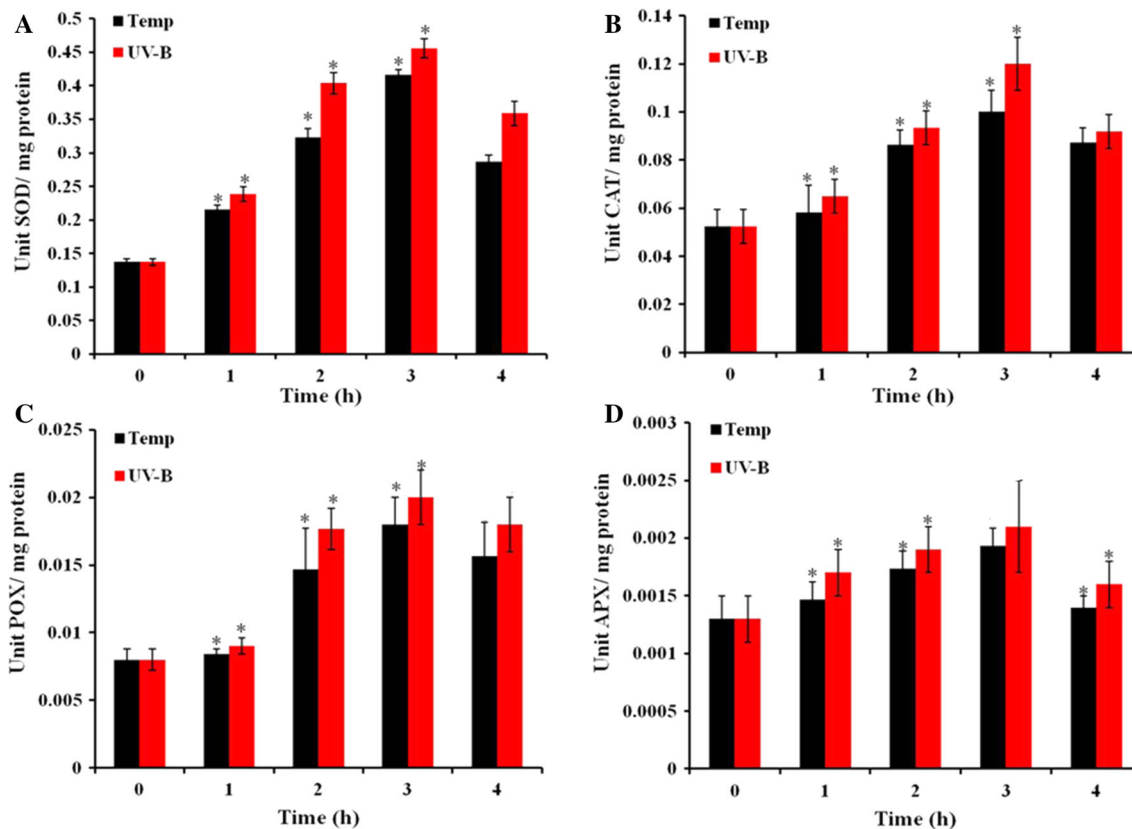 A
Temp
UV-B
Unit SOD/ mg protein
0.5
0.45
0.4
0.35
0.3
0.25
0.2
0.15
0.1
0.05
0
* *
* *
* *
0 1 2 3 4
Time (h)
B
Temp
UV-B
Unit CAT/ mg protein
0.14
0.12
0.1
0.08
0.06
0.04
0.02
0
* *
* *
* *
0 1 2 3 4
Time (h)
C
Temp
UV-B
Unit POX/ mg protein
0.025
0.02
0.015
0.01
0.005
0
* *
* *
* *
0 1 2 3 4
Time (h)
D
Temp
UV-B
Unit APX/ mg protein
0.003
0.0025
0.002
0.0015
0.001
0.0005
0
* *
* *
* *
0 1 2 3 4
Time (h)